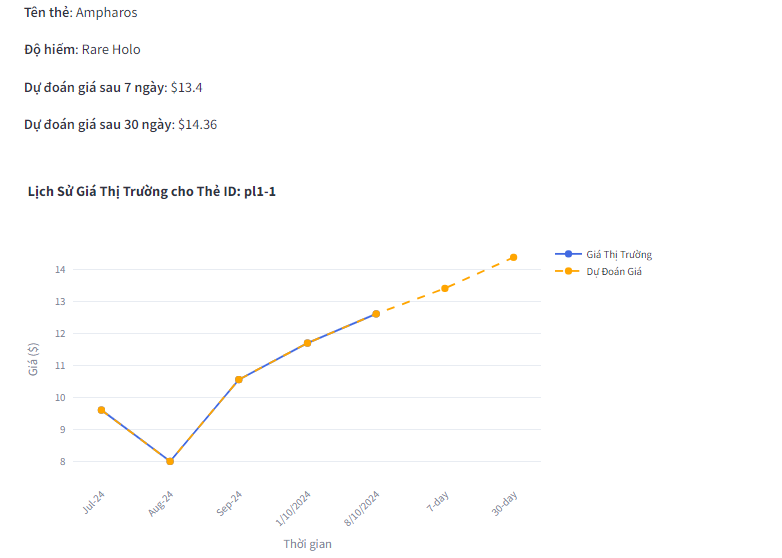 Tên thẻ: Ampharos
Độ hiếm: Rare Holo
Dự đoán giá sau 7 ngày: $13.4
Dự đoán giá sau 30 ngày: $14.36
Lịch Sử Giá Thị Trường cho Thẻ ID: pl1-1
Giá Thị Trường
Dự Đoán Giá
14
13
12
11
10
9
8
Giá ($)
Jul-24
Aug-24
Sep-24
1/10/2024
8/10/2024
7-day
30-day
Thời gian